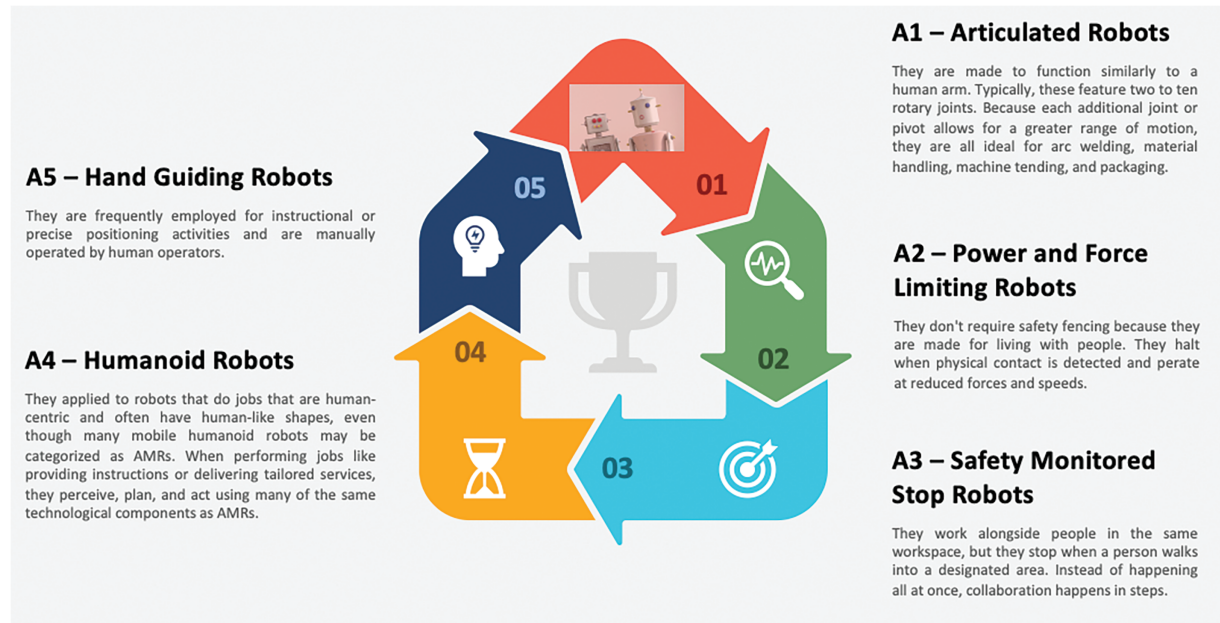 A1 – Articulated Robots
They are made to function similarly to a
human arm. Typically, these feature two to ten
rotary joints. Because each additional joint or
pivot allows for a greater range of motion,
they are all ideal for arc welding, material
handling, machine tending, and packaging.
A2 – Power and Force
Limiting Robots
They don't require safety fencing because they
are made for living with people. They halt
when physical contact is detected and perate
at reduced forces and speeds.
A3 – Safety Monitored
Stop Robots
They work alongside people in the same
workspace, but they stop when a person walks
into a designated area. Instead of happening
all at once, collaboration happens in steps.
A4 – Humanoid Robots
They applied to robots that do jobs that are human-
centric and often have human-like shapes, even
though many mobile humanoid robots may be
categorized as AMRs. When performing jobs like
providing instructions or delivering tailored services,
they perceive, plan, and act using many of the same
technological components as AMRs.
A5 – Hand Guiding Robots
They are frequently employed for instructional or
precise positioning activities and are manually
operated by human operators.
01
02
03
04
05